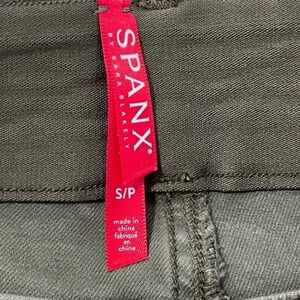 SPANX®
BY SARA BLAKELY
S/P
made in
china
fabriqué
en
chine